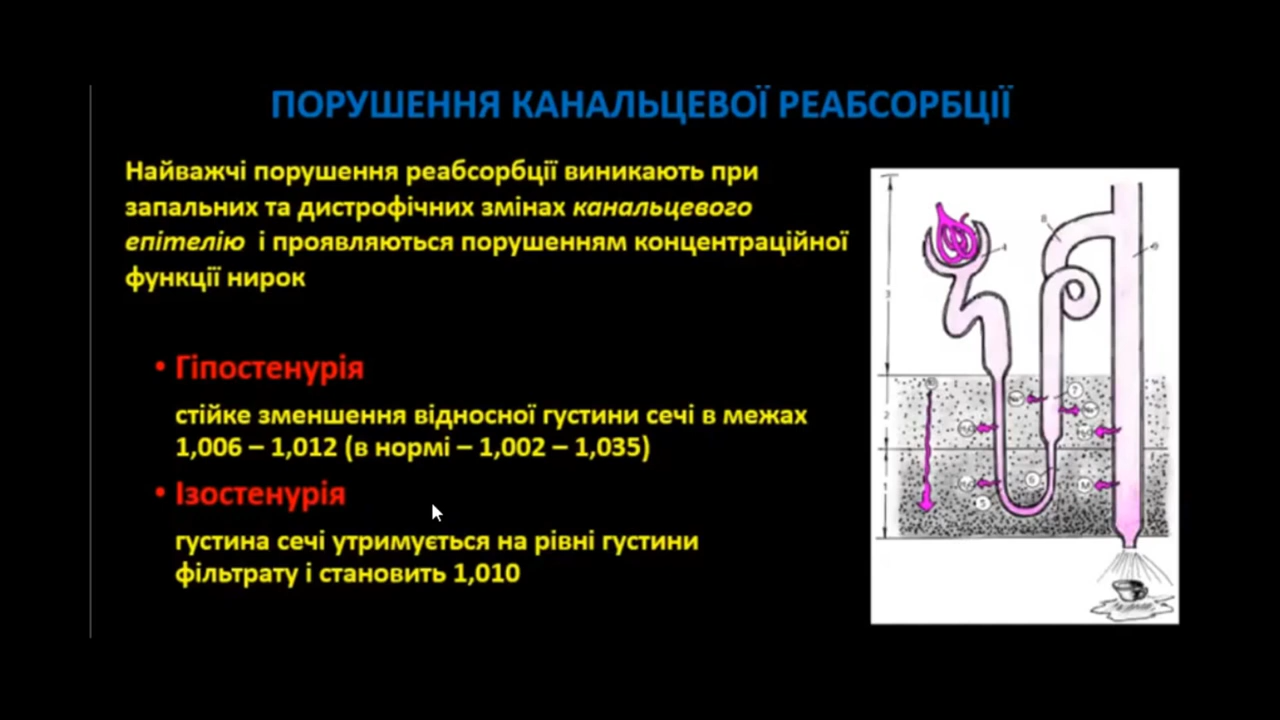 ПОРУШЕННЯ КАНАЛЬЦЕВОЇ РЕАБСОРБЦІЇ
Найважчі порушення реабсорбції виникають при
запальних та дистрофічних змінах канальцевого
епітелію і проявляються порушенням концентраційної
функції нирок
• Гіпостенурія
стійке зменшення відносної густини сечі в межах
1,006 – 1,012 (в нормі – 1,002 – 1,035)
• Ізостенурія
густина сечі утримується на рівні густини
фільтрату і становить 1,010